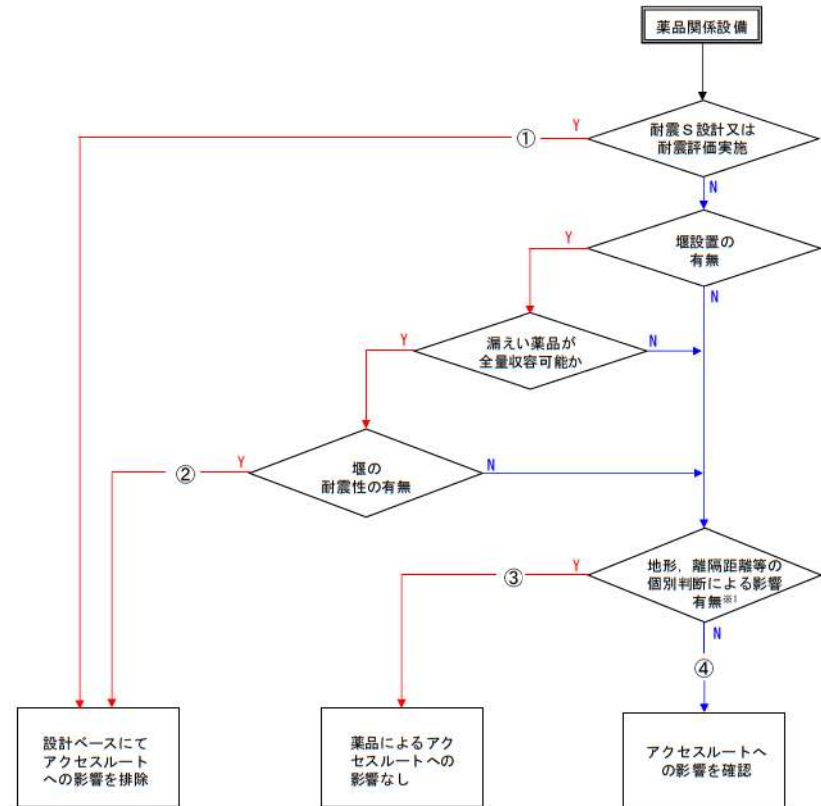 薬品関係設備
耐震S設計又は
耐震評価実施
Y
①
N
堰設置の
有無
Y
N
漏えい薬品が
全量収容可能か
Y
N
堰の
耐震性の有無
Y
②
N
地形，離隔距離等の
個別判断による影響
有無※1
Y
③
N
④
設計ベースにて
アクセスルート
への影響を排除
薬品によるアク
セスルートへの
影響なし
アクセスルートへ
の影響を確認